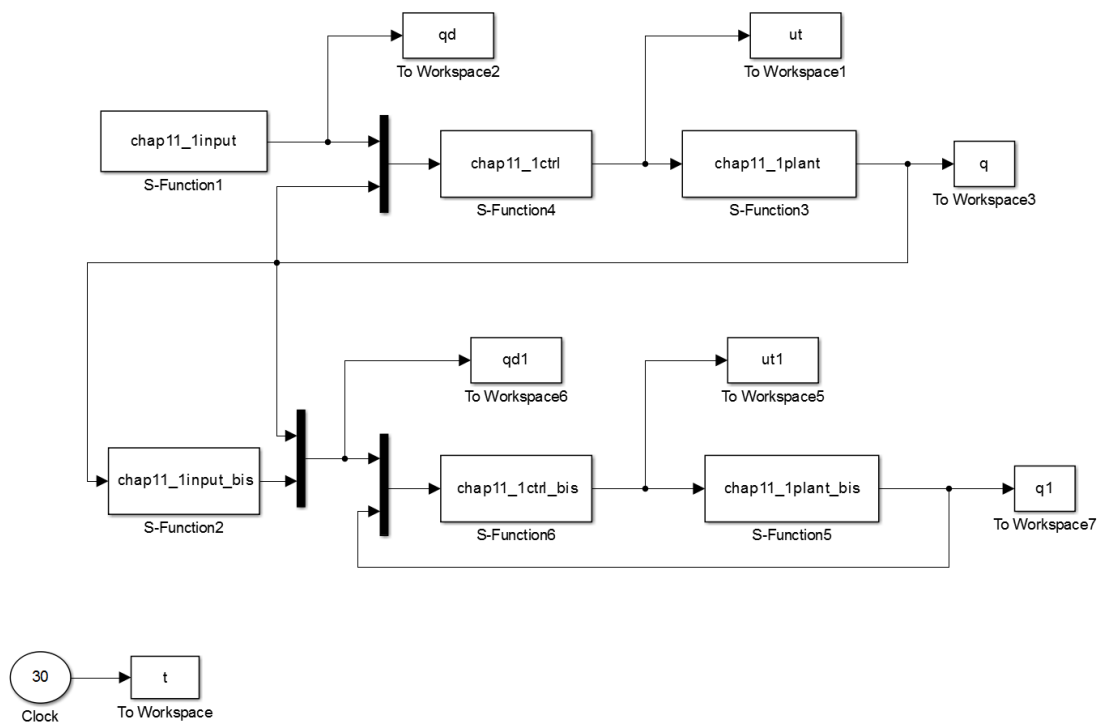 qd
To Workspace2
ut
To Workspace1
chap11_1input
S-Function1
chap11_1ctrl
S-Function4
chap11_1plant
S-Function3
q
To Workspace3
qd1
To Workspace6
ut1
To Workspace5
chap11_1input_bis
S-Function2
chap11_1ctrl_bis
S-Function6
chap11_1plant_bis
S-Function5
q1
To Workspace7
30
Clock
t
To Workspace